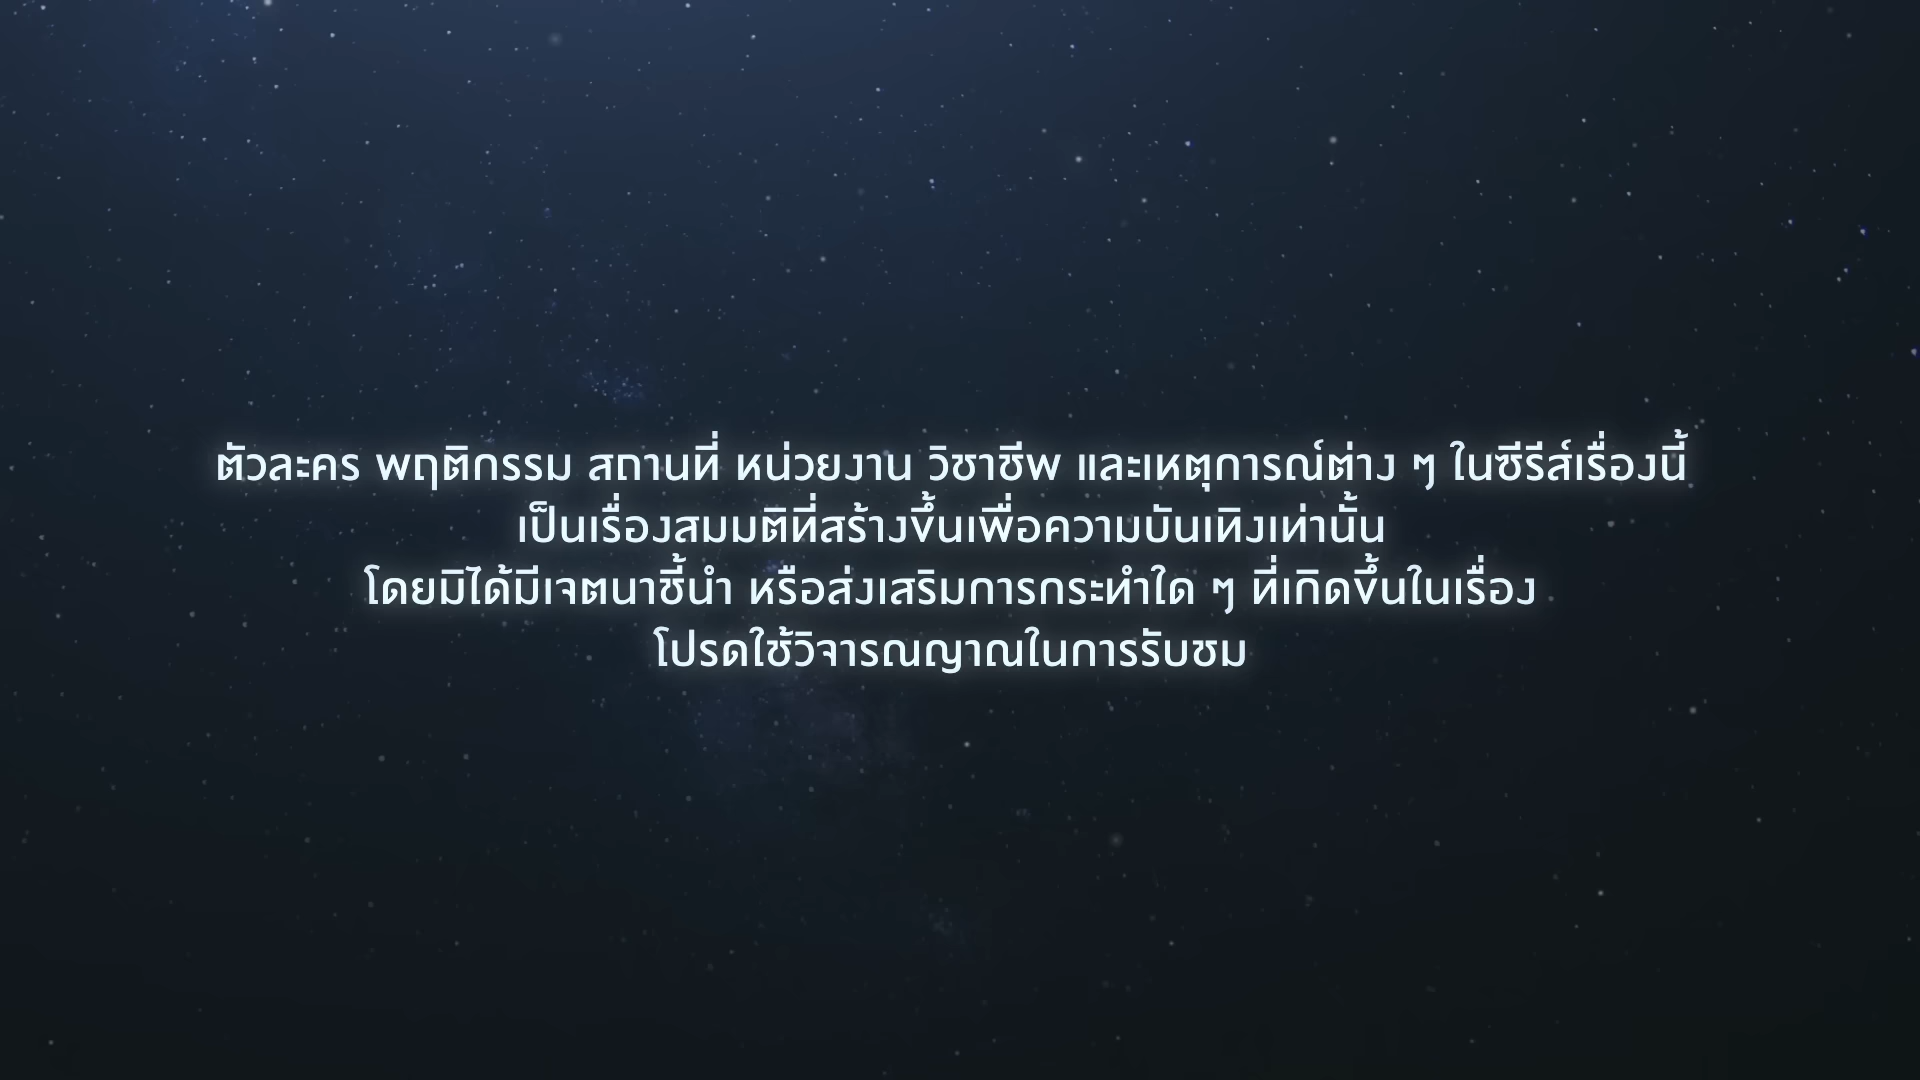 ตัวละคร พฤติกรรม สถานที่ หน่วยงาน วิชาชีพ และเหตุการณ์ต่าง ๆ ในซีรีส์เรื่องนี้
เป็นเรื่องสมมติที่สร้างขึ้นเพื่อความบันเทิงเท่านั้น
โดยมิได้มีเจตนาชี้นำ หรือส่งเสริมการกระทำใด ๆ ที่เกิดขึ้นในเรื่อง
โปรดใช้วิจารณญาณในการรับชม